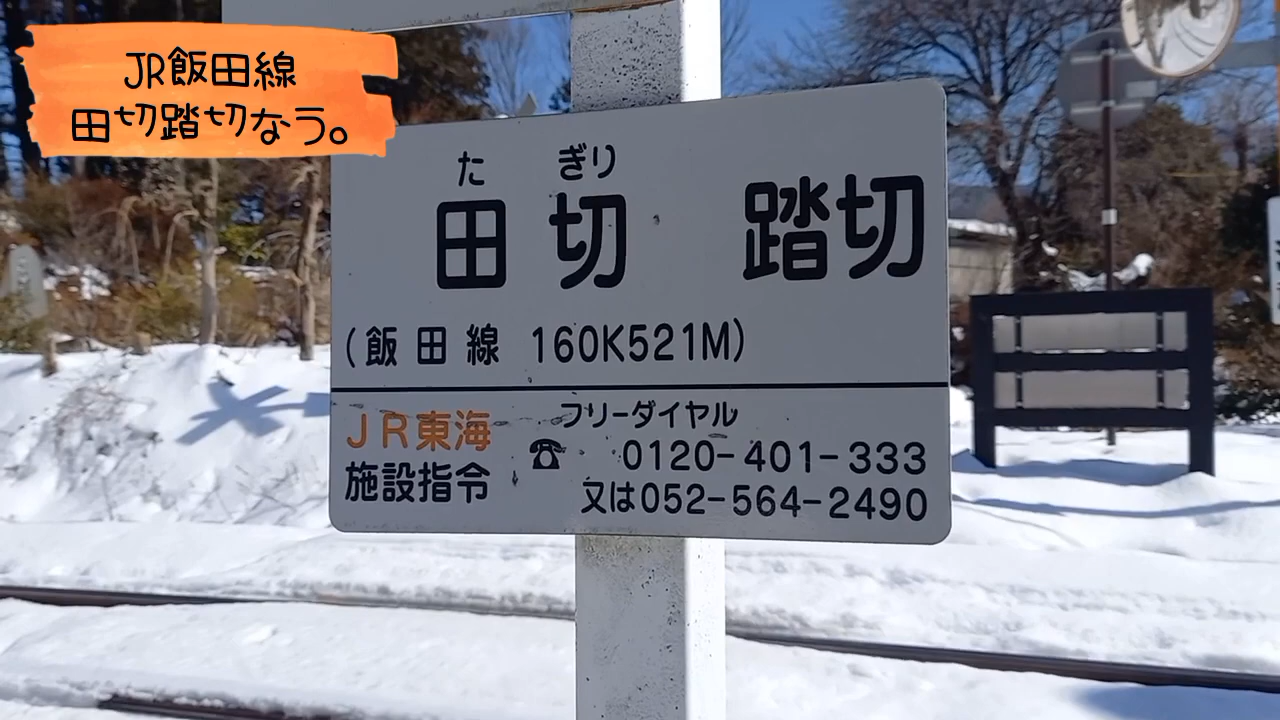 JR飯田線
田切踏切なう。
た ぎり
田切 踏切
(飯田線 160K521M)
JR東海
施設指令
フリーダイヤル
☎ 0120-401-333
又は052-564-2490